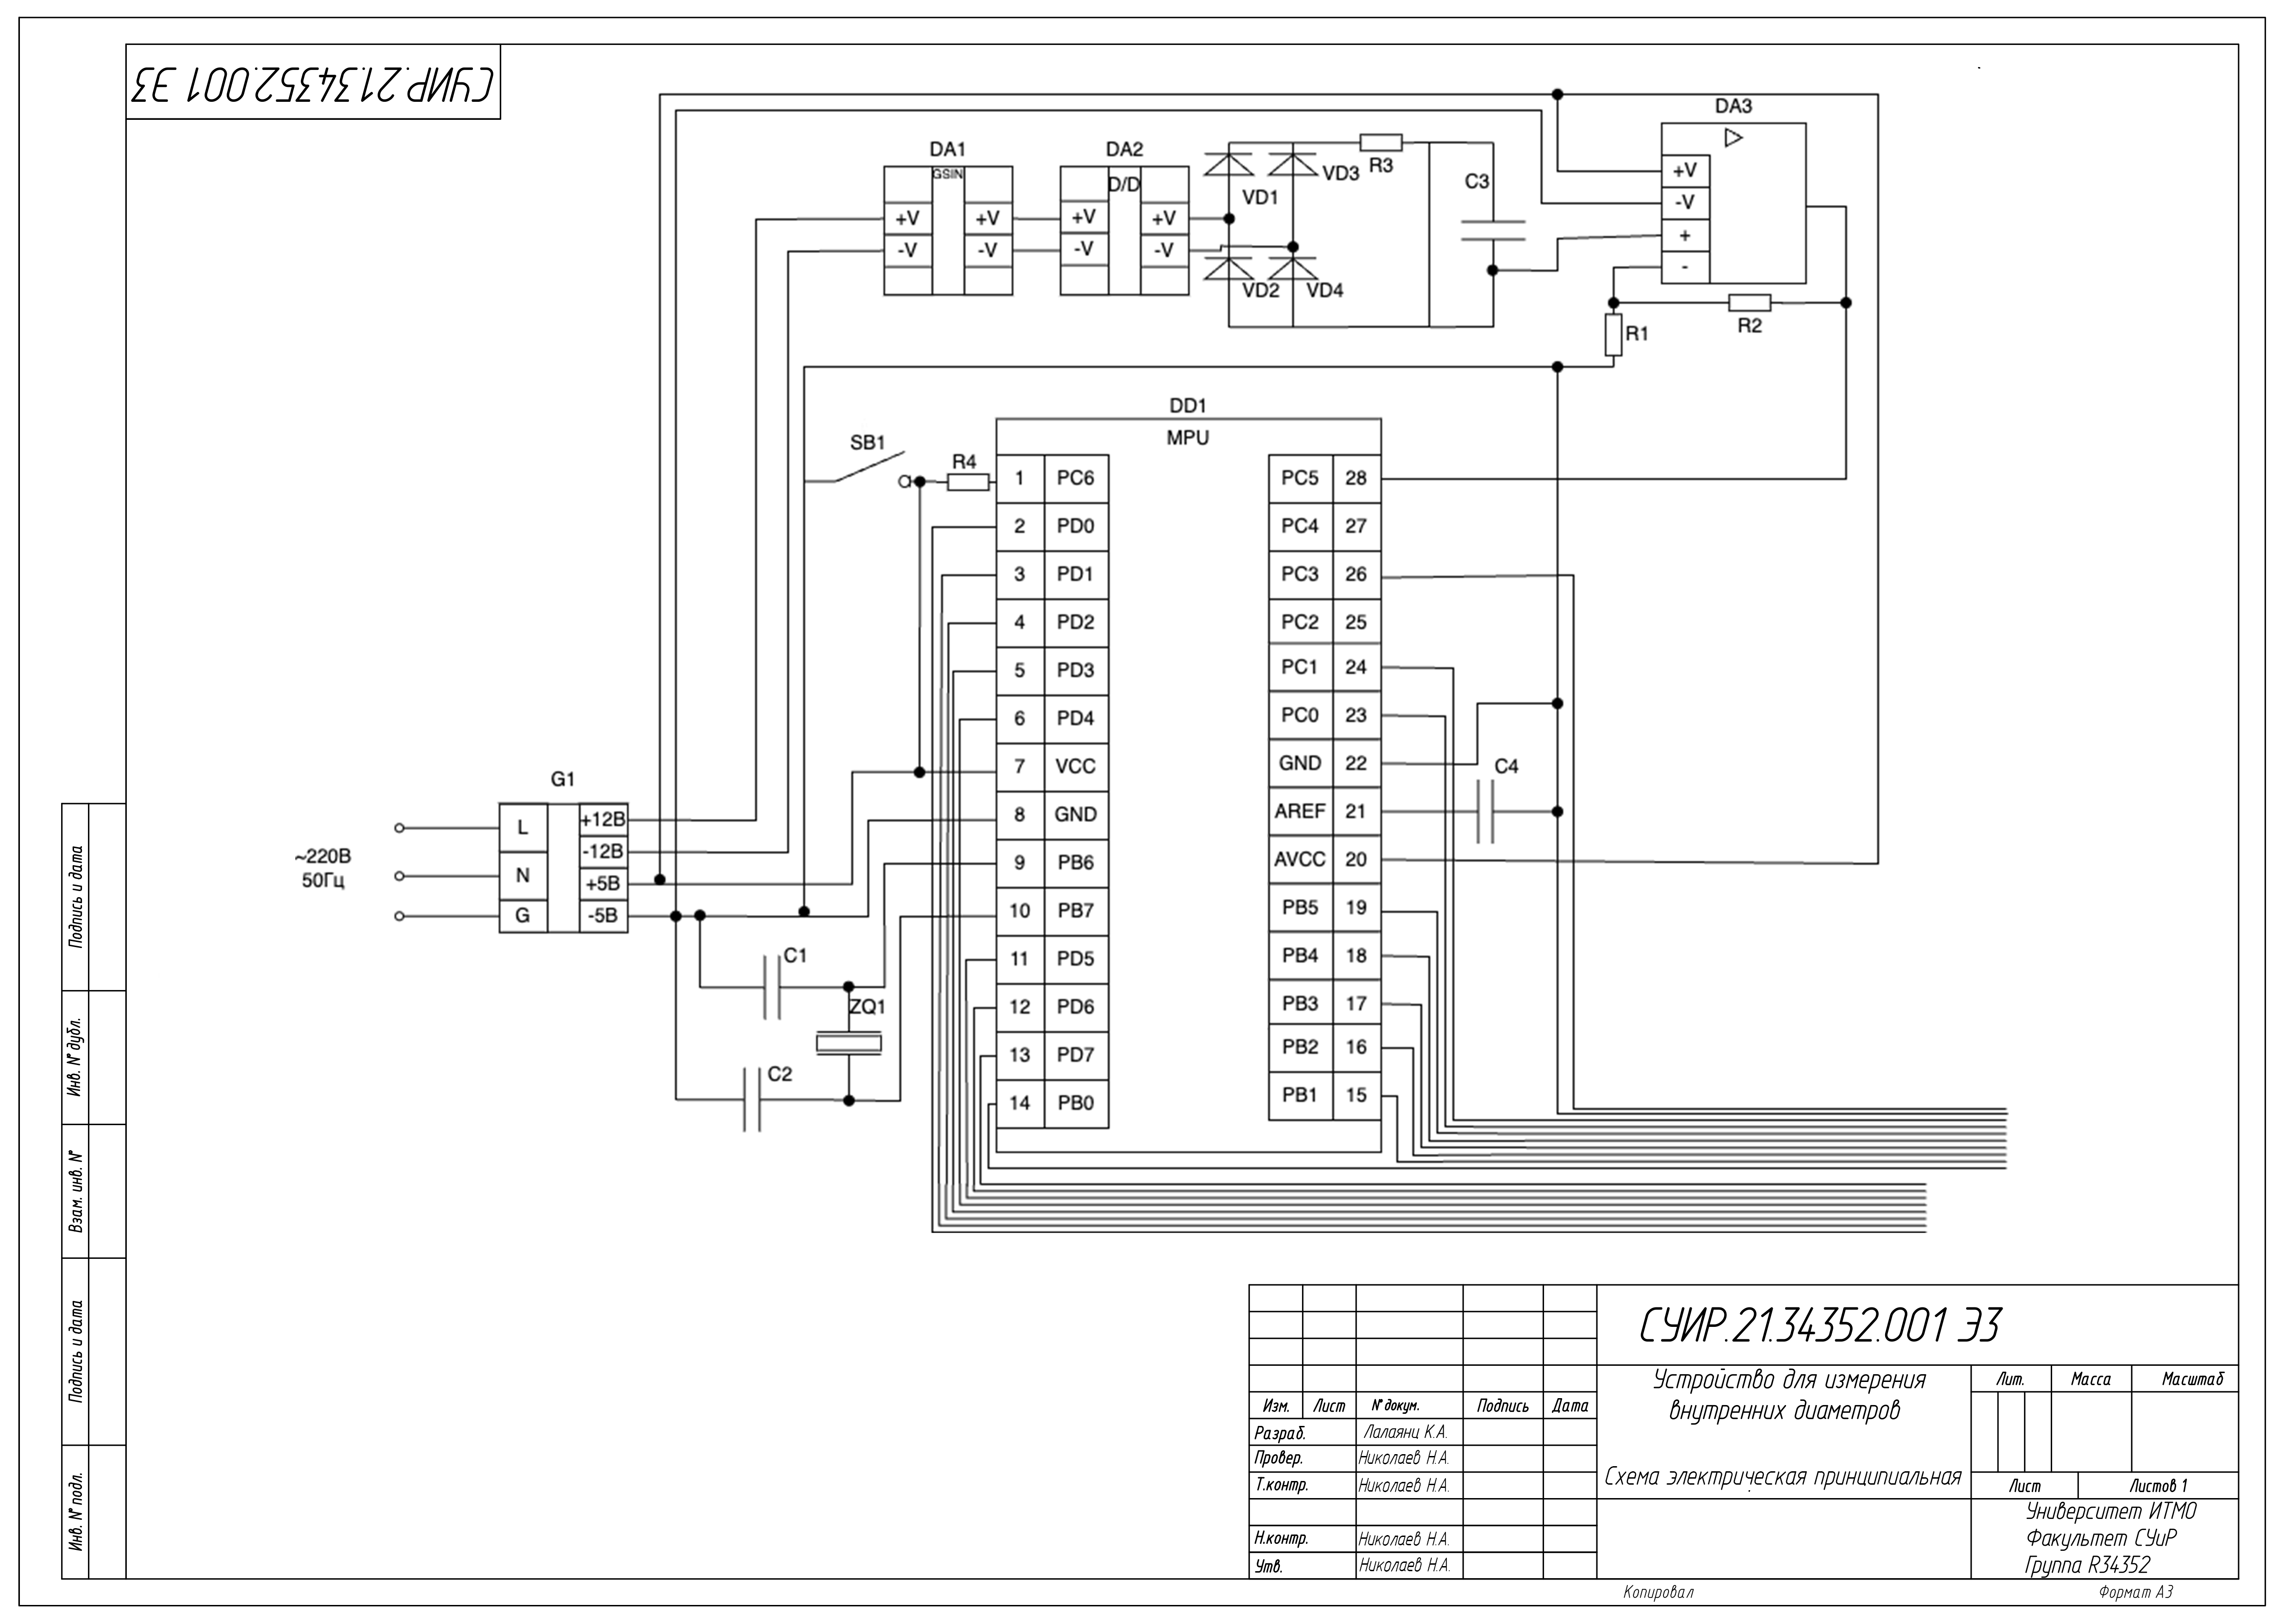 СУИР.21.34352.001 Э3
DA3
+V
-V
+
-
DA1
GSIN
+V
-V
+V
-V
DA2
D/D
+V
-V
+V
-V
VD1
VD3
VD2
VD4
R3
C3
R1
R2
DD1
MPU
SB1
R4
1 PC6
2 PD0
3 PD1
4 PD2
5 PD3
6 PD4
7 VCC
8 GND
9 PB6
10 PB7
11 PD5
12 PD6
13 PD7
14 PB0
PC5 28
PC4 27
PC3 26
PC2 25
PC1 24
PC0 23
GND 22
AREF 21
AVCC 20
PB5 19
PB4 18
PB3 17
PB2 16
PB1 15
C4
G1
L
N
G
+12В
-12В
+5В
-5В
~220В
50Гц
C1
ZQ1
C2
Подпись и дата
Инв. № дубл.
Взам. инв. №
Подпись и дата
Инв. № подл.
СУИР.21.34352.001 Э3
Устройство для измерения
внутренних диаметров
Схема электрическая принципиальная
Лит. Масса Масштаб
Лист Листов 1
Изм. Лист № докум. Подпись Дата
Разраб. Лалаянц К.А.
Провер. Николаев Н.А.
Т.контр. Николаев Н.А.
Н.контр. Николаев Н.А.
Утв. Николаев Н.А.
Университет ИТМО
Факультет СУиР
Группа R34352
Копировал Формат А3